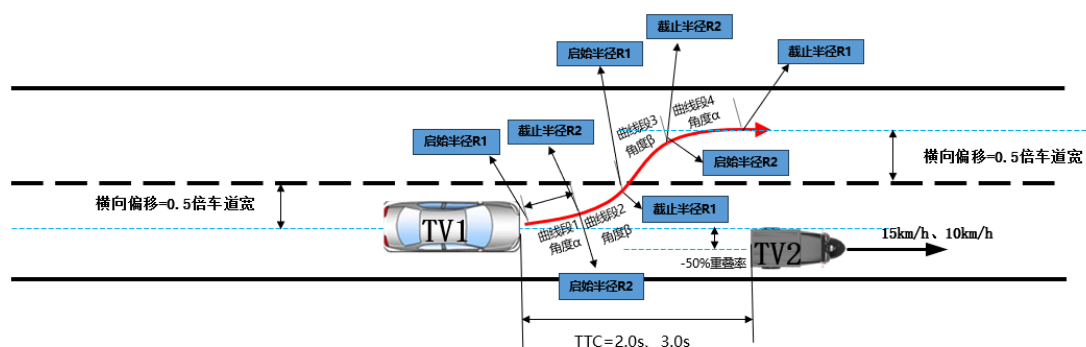 截止半径R2
启始半径R1
截止半径R1
启始半径R1
截止半径R2
曲线段3
角度β
曲线段4
角度α
启始半径R2
横向偏移=0.5倍车道宽
横向偏移=0.5倍车道宽
截止半径R1
TV1
曲线段1
角度α
曲线段2
角度β
15km/h、10km/h
TV2
-50%重叠率
启始半径R2
TTC=2.0s、3.0s